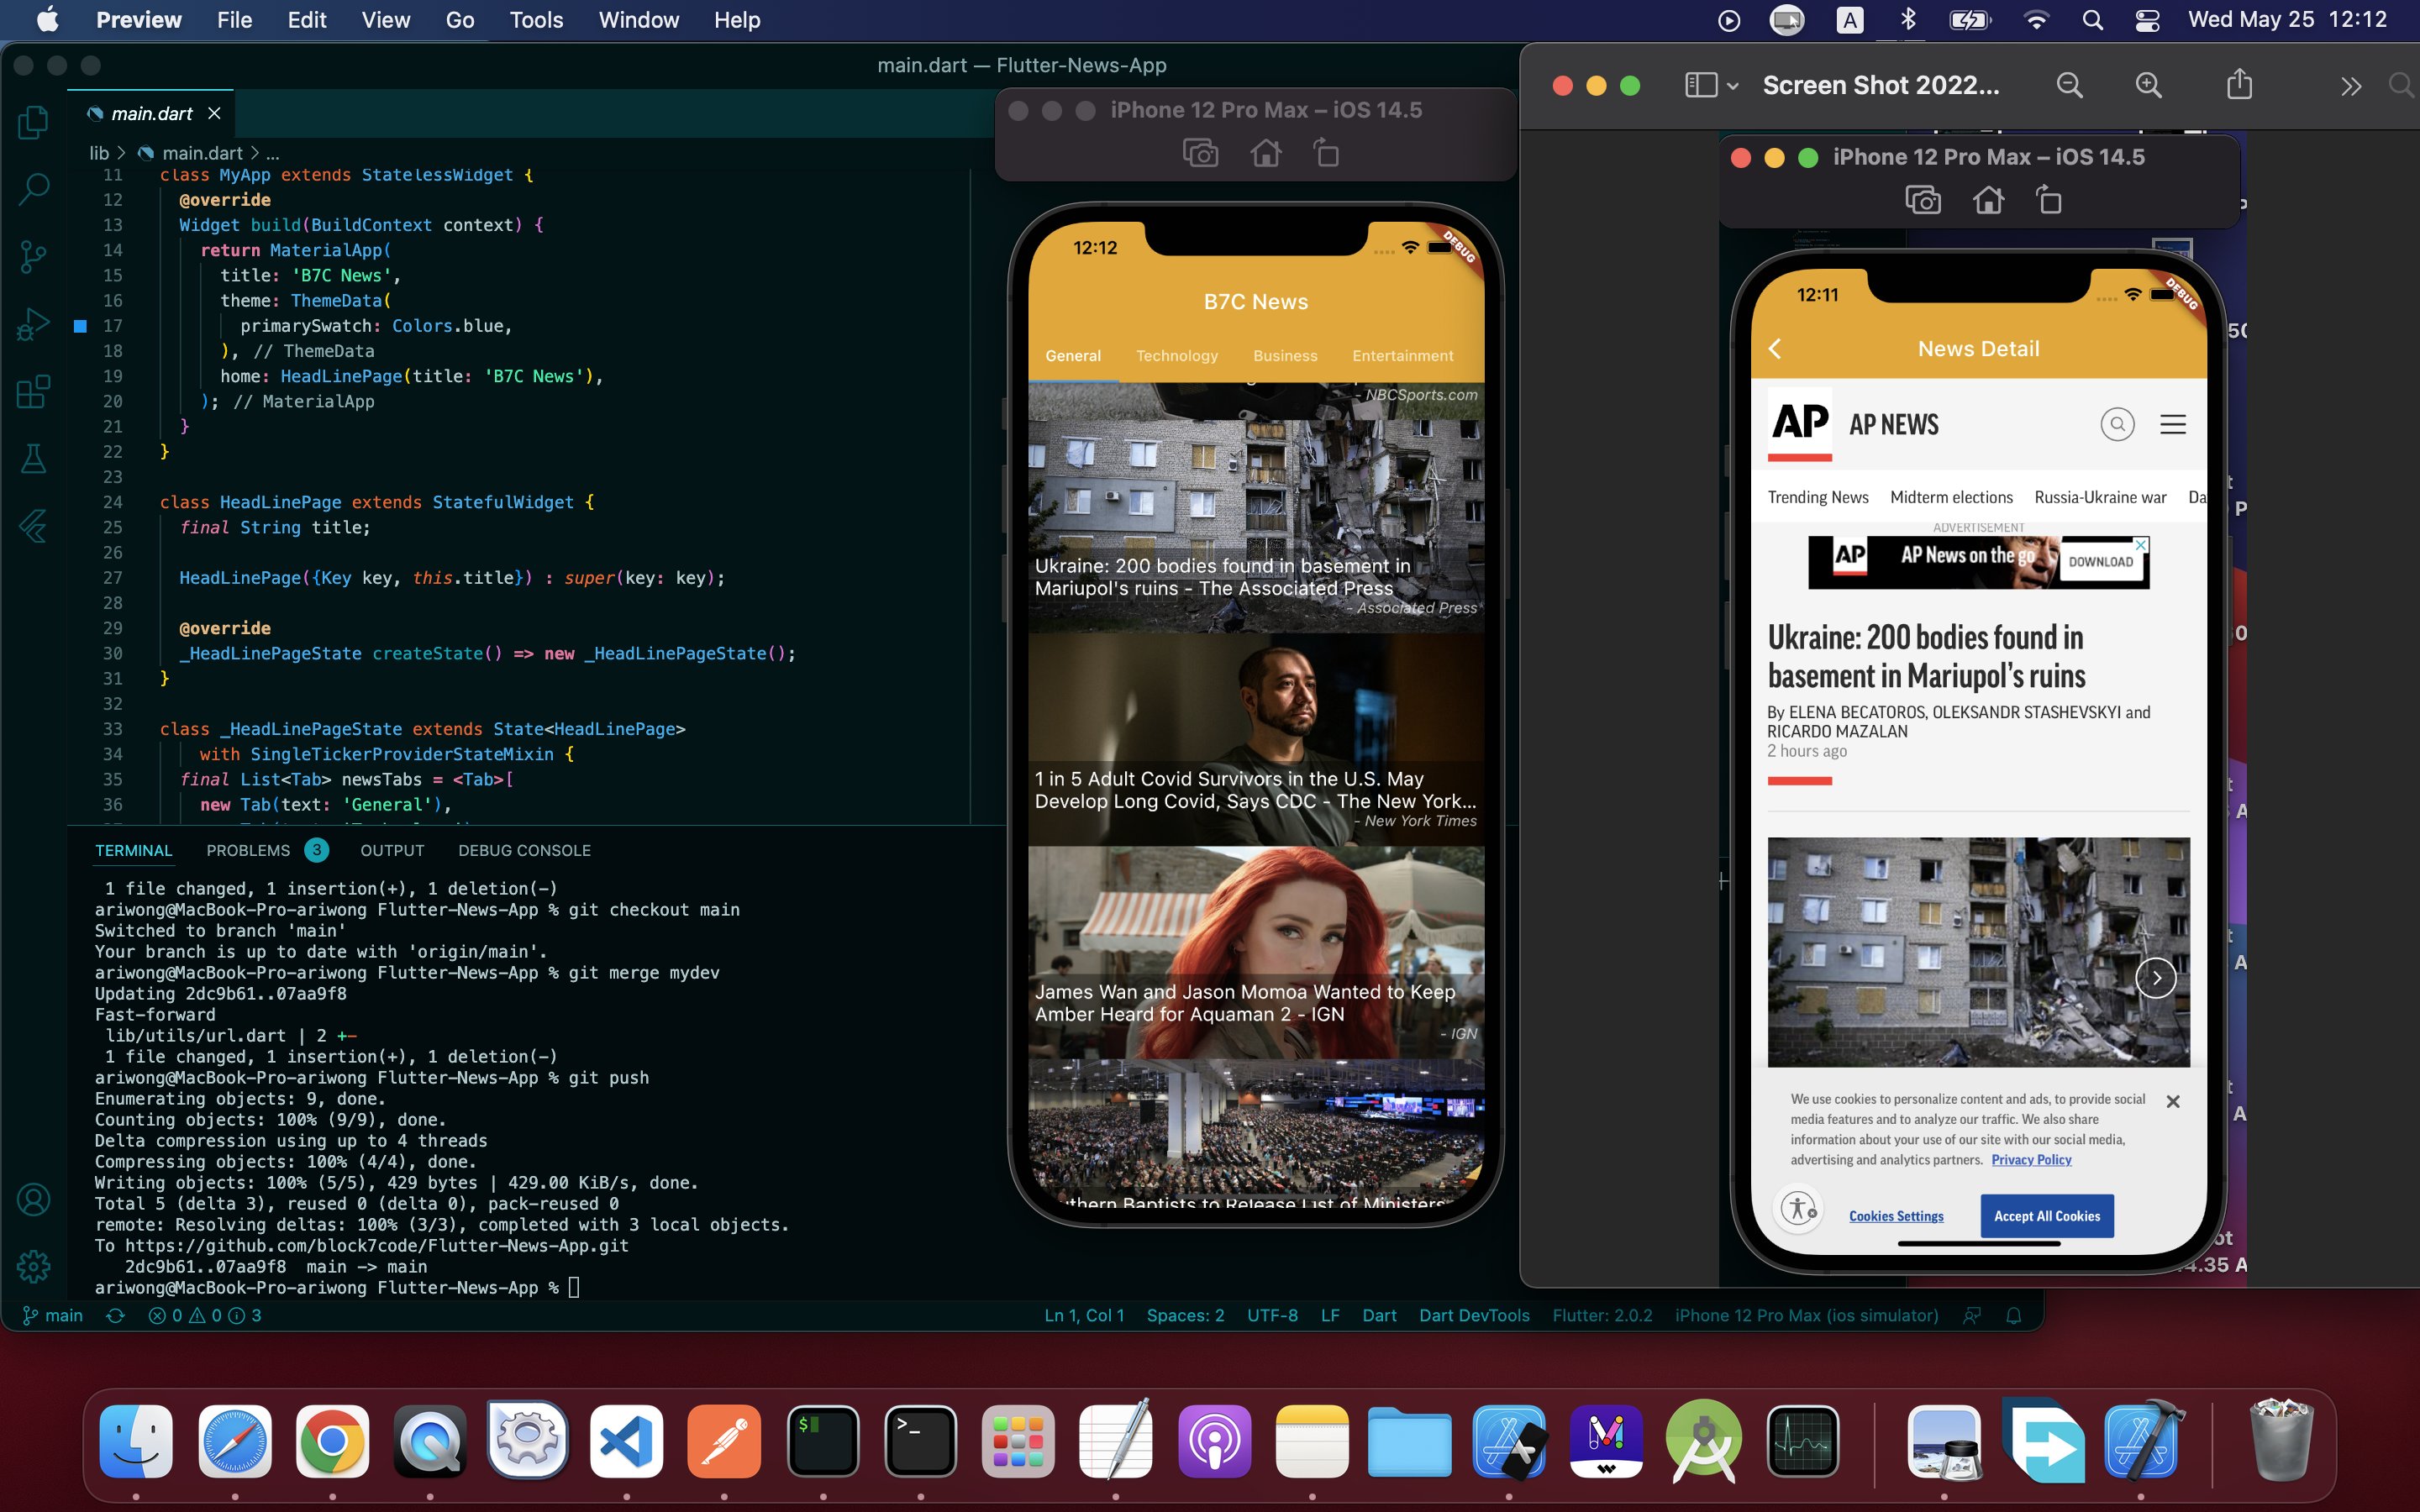 Preview File Edit View Go Tools Window Help
A
Wed May 25 12:12
main.dart — Flutter-News-App
main.dart
lib > main.dart > ...
11 class MyApp extends StatelessWidget {
12 @override
13 Widget build(BuildContext context) {
14 return MaterialApp(
15 title: 'B7C News',
16 theme: ThemeData(
17 primarySwatch: Colors.blue,
18 ), // ThemeData
19 home: HeadLinePage(title: 'B7C News'),
20 ); // MaterialApp
21 }
22 }
23
24 class HeadLinePage extends StatefulWidget {
25 final String title;
26
27 HeadLinePage({Key key, this.title}) : super(key: key);
28
29 @override
30 _HeadLinePageState createState() => new _HeadLinePageState();
31 }
32
33 class _HeadLinePageState extends State<HeadLinePage>
34 with SingleTickerProviderStateMixin {
35 final List<Tab> newsTabs = <Tab>[
36 new Tab(text: 'General'),
TERMINAL PROBLEMS 3 OUTPUT DEBUG CONSOLE
1 file changed, 1 insertion(+), 1 deletion(-)
ariwong@MacBook-Pro-ariwong Flutter-News-App % git checkout main
Switched to branch 'main'
Your branch is up to date with 'origin/main'.
ariwong@MacBook-Pro-ariwong Flutter-News-App % git merge mydev
Updating 2dc9b61..07aa9f8
Fast-forward
lib/utils/url.dart | 2 +-
1 file changed, 1 insertion(+), 1 deletion(-)
ariwong@MacBook-Pro-ariwong Flutter-News-App % git push
Enumerating objects: 9, done.
Counting objects: 100% (9/9), done.
Delta compression using up to 4 threads
Compressing objects: 100% (4/4), done.
Writing objects: 100% (5/5), 429 bytes | 429.00 KiB/s, done.
Total 5 (delta 3), reused 0 (delta 0), pack-reused 0
remote: Resolving deltas: 100% (3/3), completed with 3 local objects.
To https://github.com/block7code/Flutter-News-App.git
2dc9b61..07aa9f8 main -> main
ariwong@MacBook-Pro-ariwong Flutter-News-App %
main 0 0 3
Ln 1, Col 1 Spaces: 2 UTF-8 LF Dart Dart DevTools Flutter: 2.0.2 iPhone 12 Pro Max (ios simulator)
iPhone 12 Pro Max – iOS 14.5
12:12
DEBUG
B7C News
General Technology Business Entertainment
- NBCSports.com
Ukraine: 200 bodies found in basement in
Mariupol's ruins - The Associated Press
- Associated Press
1 in 5 Adult Covid Survivors in the U.S. May
Develop Long Covid, Says CDC - The New York...
- New York Times
James Wan and Jason Momoa Wanted to Keep
Amber Heard for Aquaman 2 - IGN
- IGN
thern Baptists to Release List of Ministers
Screen Shot 2022...
iPhone 12 Pro Max – iOS 14.5
12:11
DEBUG
News Detail
AP AP NEWS
Trending News Midterm elections Russia-Ukraine war Da
ADVERTISEMENT
AP AP News on the go DOWNLOAD
Ukraine: 200 bodies found in
basement in Mariupol's ruins
By ELENA BECATOROS, OLEKSANDR STASHEVSKYI and
RICARDO MAZALAN
2 hours ago
We use cookies to personalize content and ads, to provide social
media features and to analyze our traffic. We also share
information about your use of our site with our social media,
advertising and analytics partners. Privacy Policy
Cookies Settings Accept All Cookies
4.35 A